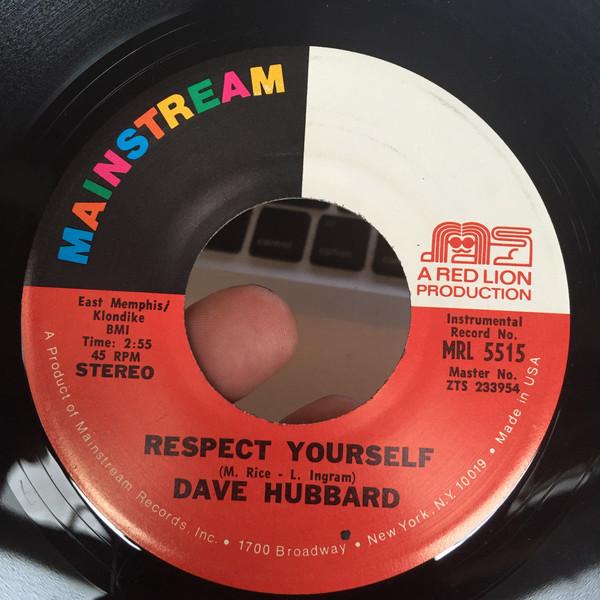 MAINSTREAM
A RED LION
PRODUCTION
East Memphis/
Klondike
BMI
Time: 2:55
45 RPM
STEREO
Instrumental
Record No.
MRL 5515
Master No.
ZTS 233954
RESPECT YOURSELF
(M. Rice - L. Ingram)
DAVE HUBBARD
A Product of Mainstream Records, Inc. • 1700 Broadway • New York, N.Y. 10019 • Made in USA
control
option